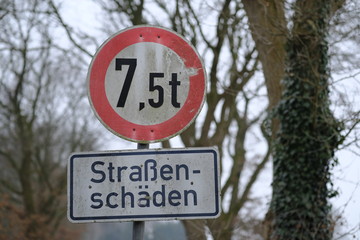 7,5t
Straßen-
schäden